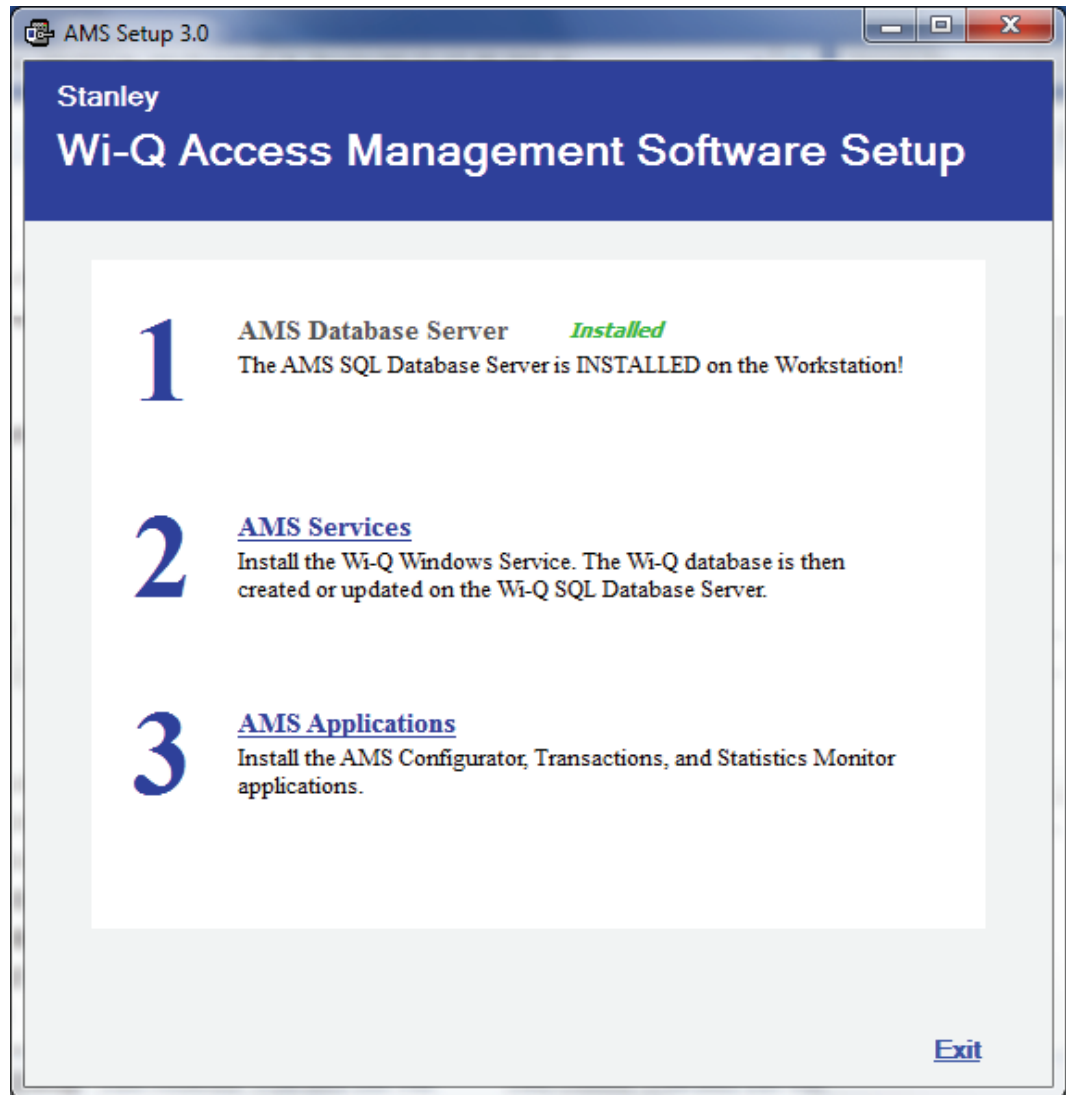 AMS Setup 3.0
Stanley
Wi-Q Access Management Software Setup
1
AMS Database Server Installed
The AMS SQL Database Server is INSTALLED on the Workstation!
2
AMS Services
Install the Wi-Q Windows Service. The Wi-Q database is then
created or updated on the Wi-Q SQL Database Server.
3
AMS Applications
Install the AMS Configurator, Transactions, and Statistics Monitor
applications.
Exit